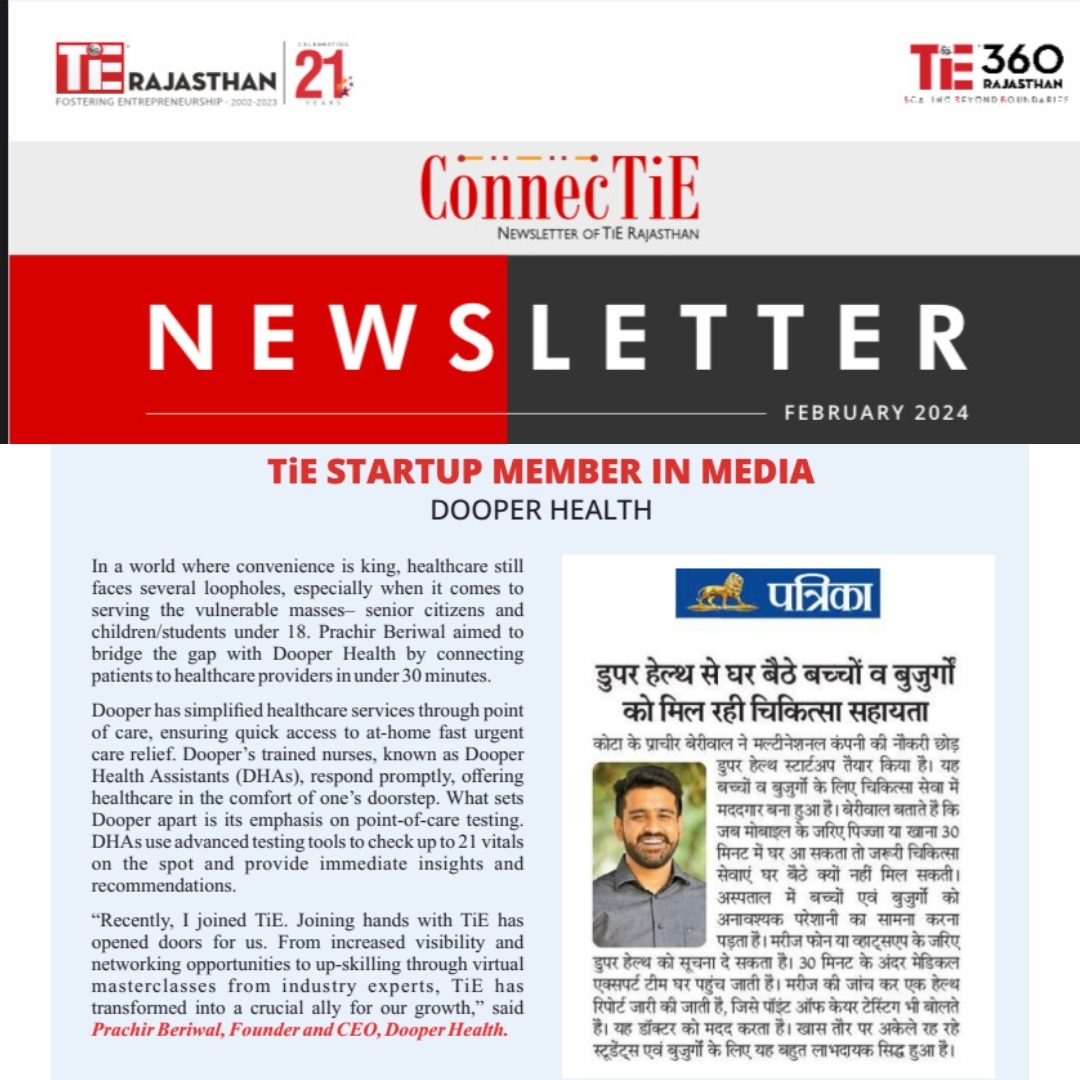 TiE RAJASTHAN
FOSTERING ENTREPRENEURSHIP - 2002-2023
CELEBRATING
21
YEARS
TiE 360
RAJASTHAN
SCALING BEYOND BOUNDARIES
ConnecTiE
NEWSLETTER OF TiE RAJASTHAN
NEWSLETTER
FEBRUARY 2024
TiE STARTUP MEMBER IN MEDIA
DOOPER HEALTH
In a world where convenience is king, healthcare still
faces several loopholes, especially when it comes to
serving the vulnerable masses– senior citizens and
children/students under 18. Prachir Beriwal aimed to
bridge the gap with Dooper Health by connecting
patients to healthcare providers in under 30 minutes.
Dooper has simplified healthcare services through point
of care, ensuring quick access to at-home fast urgent
care relief. Dooper’s trained nurses, known as Dooper
Health Assistants (DHAs), respond promptly, offering
healthcare in the comfort of one’s doorstep. What sets
Dooper apart is its emphasis on point-of-care testing.
DHAs use advanced testing tools to check up to 21 vitals
on the spot and provide immediate insights and
recommendations.
“Recently, I joined TiE. Joining hands with TiE has
opened doors for us. From increased visibility and
networking opportunities to up-skilling through virtual
masterclasses from industry experts, TiE has
transformed into a crucial ally for our growth,” said
Prachir Beriwal, Founder and CEO, Dooper Health.
पत्रिका
डुपर हेल्थ से घर बैठे बच्चों व बुजुर्गों
को मिल रही चिकित्सा सहायता
कोटा के प्राचीर बेरीवाल ने मल्टीनेशनल कंपनी की नौकरी छोड़
डुपर हेल्थ स्टार्टअप तैयार किया है। यह
बच्चों व बुजुर्गों के लिए चिकित्सा सेवा में
मददगार बना हुआ है। बेरीवाल बताते है कि
जब मोबाइल के जरिए पिज्जा या खाना 30
मिनट में घर आ सकता तो जरूरी चिकित्सा
सेवाएं घर बैठे क्यों नहीं मिल सकती।
अस्पताल में बच्चों एवं बुजुर्गों को
अनावश्यक परेशानी का सामना करना
पड़ता है। मरीज फोन या व्हाट्सएप के जरिए
डुपर हेल्थ को सूचना दे सकता है। 30 मिनट के अंदर मेडिकल
एक्सपर्ट टीम घर पहुंच जाती है। मरीज की जांच कर एक हेल्थ
रिपोर्ट जारी की जाती है, जिसे पॉइंट ऑफ केयर टेस्टिंग भी बोलते
है। यह डॉक्टर को मदद करता है। खास तौर पर अकेले रह रहे
स्टूडेंट्स एवं बुजुर्गों के लिए यह बहुत लाभदायक सिद्ध हुआ है।